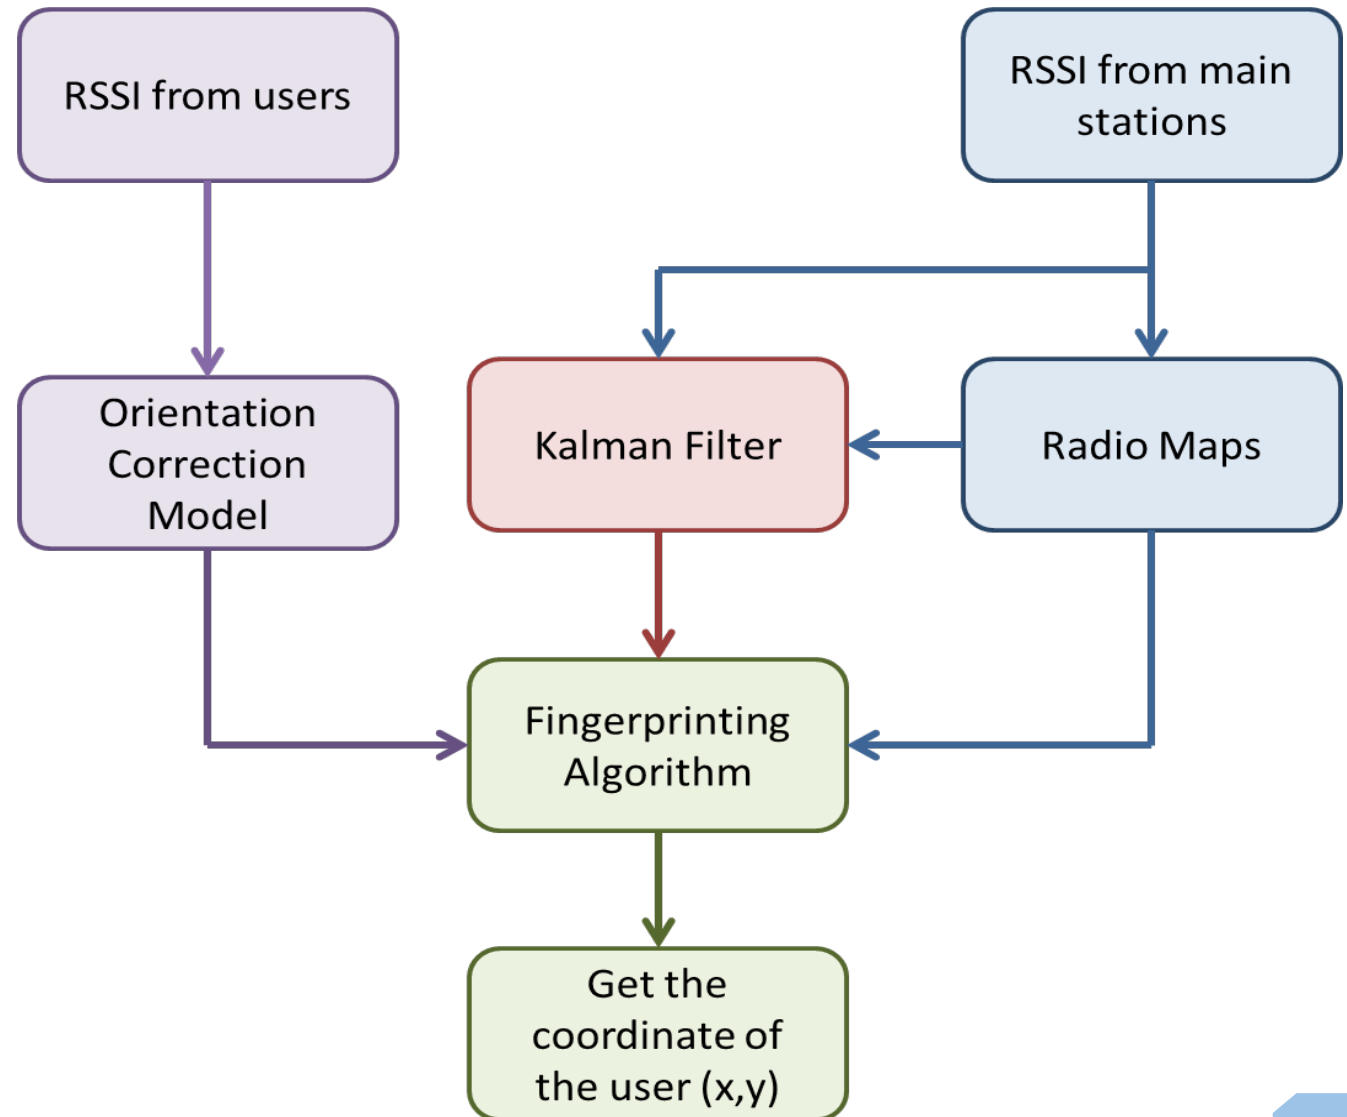 RSSI from users
RSSI from main
stations
Orientation
Correction
Model
Kalman Filter
Radio Maps
Fingerprinting
Algorithm
Get the
coordinate of
the user (x,y)